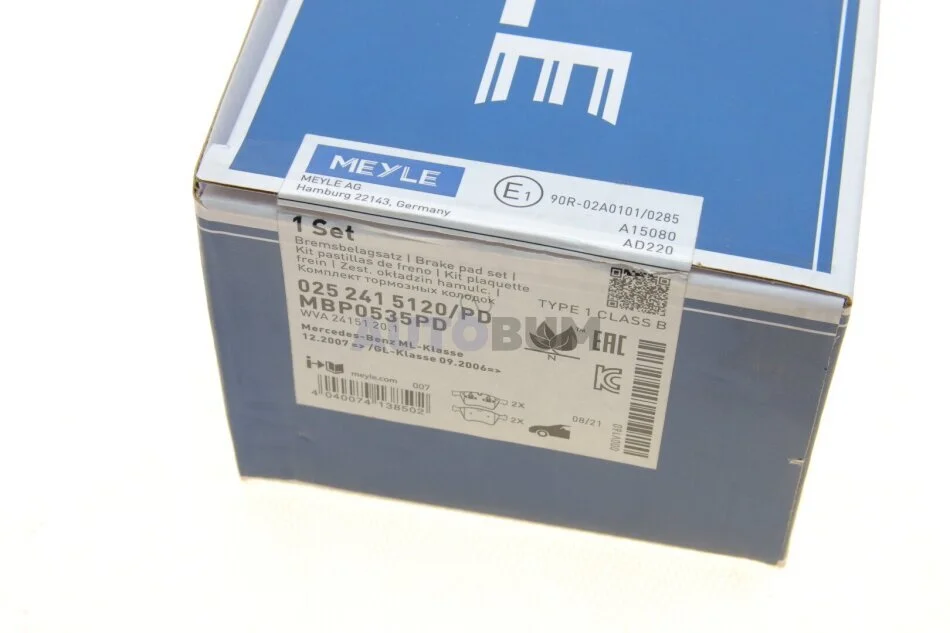 E
MEYLE
MEYLE AG
Hamburg 22143, Germany
E1
90R-02A0101/0285
A15080
AD220
1 Set
Bremsbelagsatz | Brake pad set |
Kit pastillas de freno | Kit plaquette
frein | Zest. okładzin hamulc. |
Комплект тормозных колодок
025 241 5120/PD
MBP0535PD
WVA 24151 20.1
TYPE 1 CLASS B
AUTOBUM
Mercedes-Benz ML-Klasse
12.2007 => /GL-Klasse 09.2006=>
N
TM
EAC
meyle.com
007
4 040074 138502
2X
2X
08/21